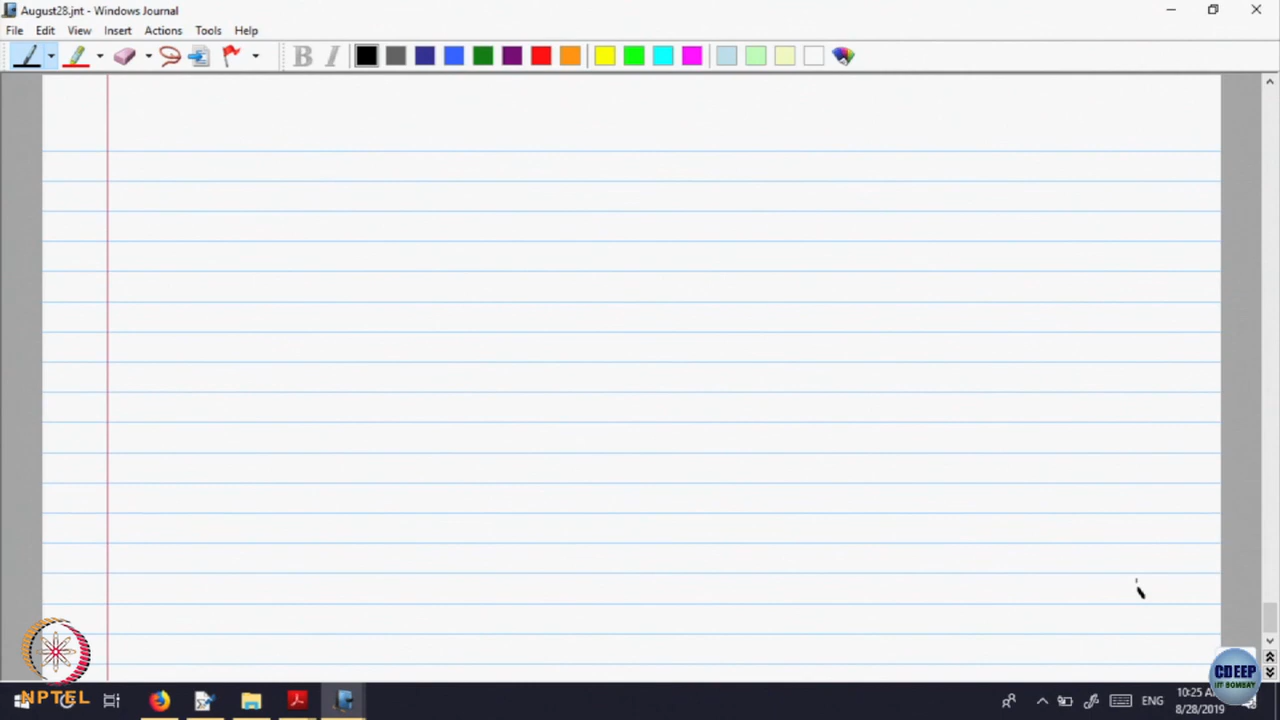 August28.jnt - Windows Journal
File Edit View Insert Actions Tools Help
B I
NPTEL
CDEEP
IIT BOMBAY
ENG
10:25 A
8/28/2019